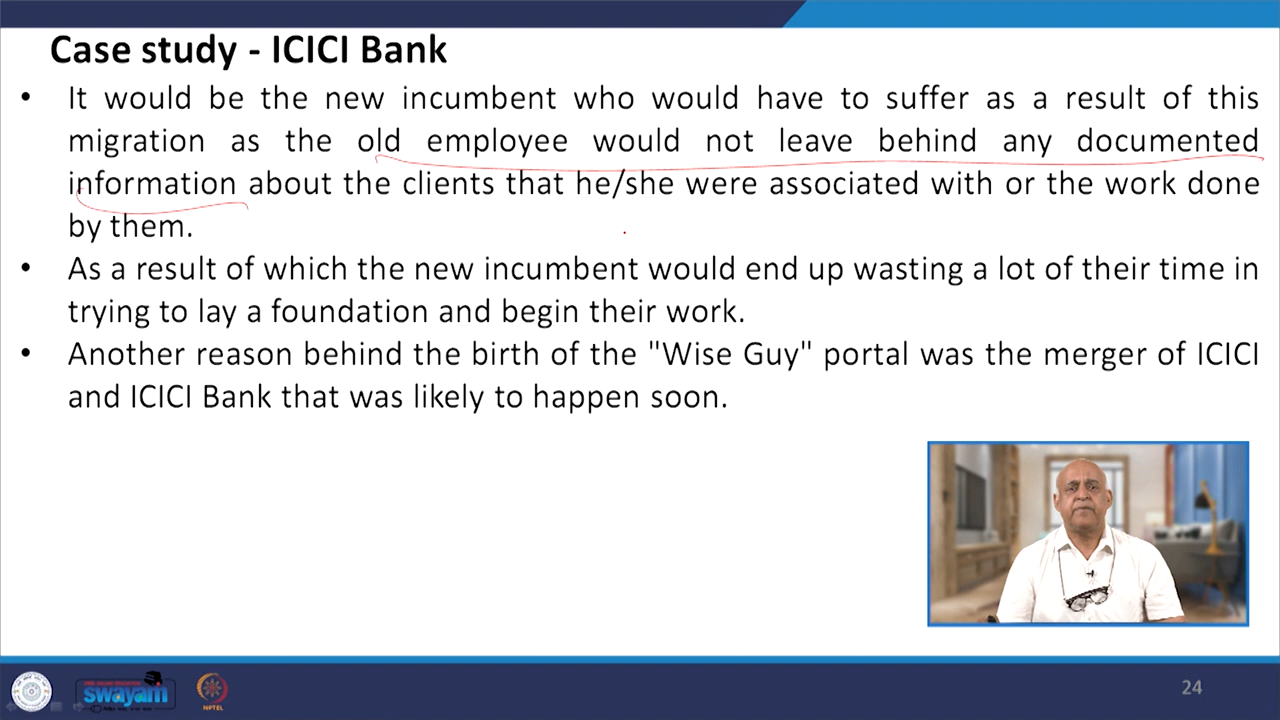 Case study - ICICI Bank
• It would be the new incumbent who would have to suffer as a result of this
migration as the old employee would not leave behind any documented
information about the clients that he/she were associated with or the work done
by them.
• As a result of which the new incumbent would end up wasting a lot of their time in
trying to lay a foundation and begin their work.
• Another reason behind the birth of the "Wise Guy" portal was the merger of ICICI
and ICICI Bank that was likely to happen soon.
swayam
NPTEL
24